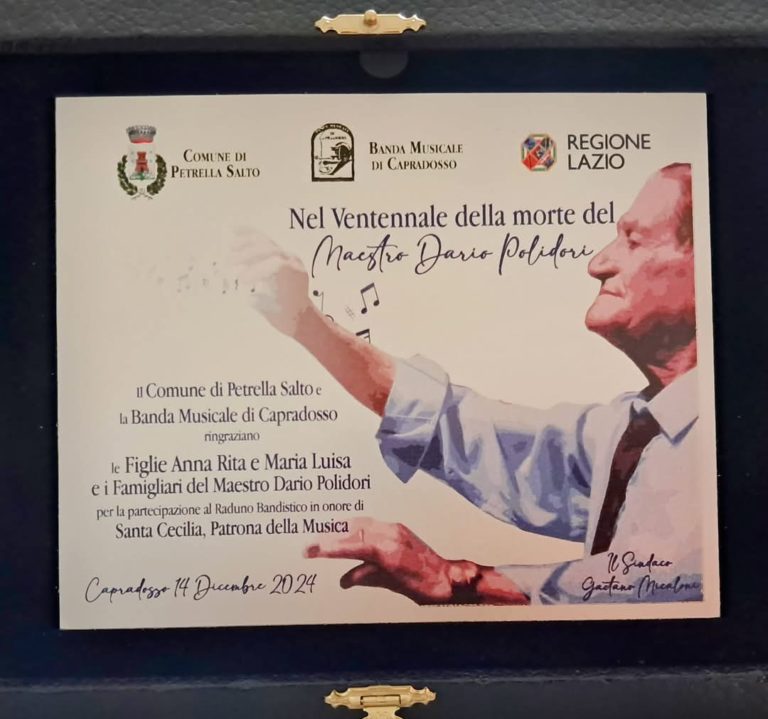 COMUNE DI
PETRELLA SALTO
BANDA MUSICALE
DI CAPRADOSSO
REGIONE
LAZIO
Nel Ventennale della morte del
Maestro Dario Polidori
Il Comune di Petrella Salto e
la Banda Musicale di Capradosso
ringraziano
le Figlie Anna Rita e Maria Luisa
e i Famigliari del Maestro Dario Polidori
per la partecipazione al Raduno Bandistico in onore di
Santa Cecilia, Patrona della Musica
Capradosso 14 Dicembre 2024
Il Sindaco
Gaetano Micaloni